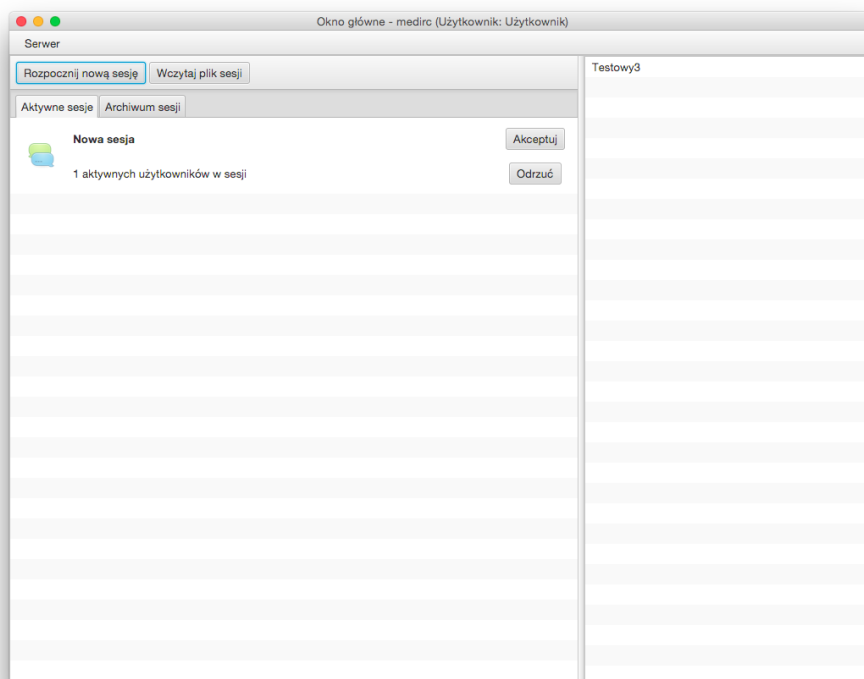 Okno główne - medirc (Użytkownik: Użytkownik)
Serwer
Rozpocznij nową sesję Wczytaj plik sesji
Testowy3
Aktywne sesje Archiwum sesji
Nowa sesja
Akceptuj
1 aktywnych użytkowników w sesji
Odrzuć